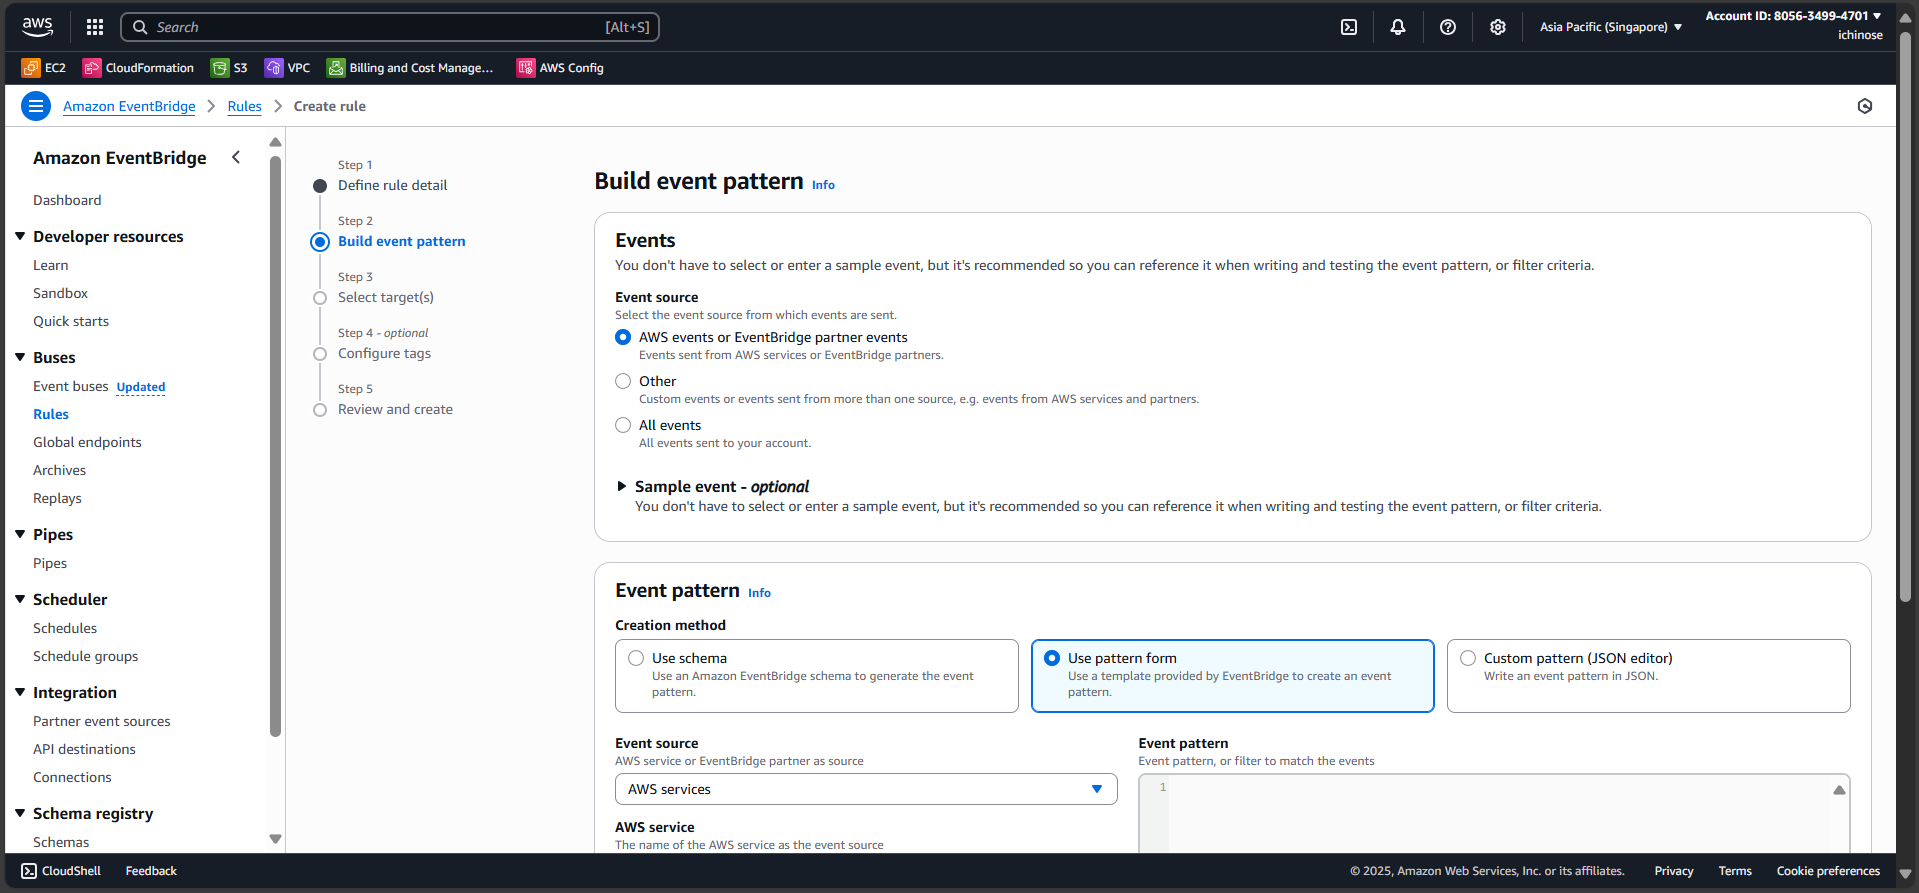 aws
Search
[Alt+S]
Asia Pacific (Singapore)
Account ID: 8056-3499-4701
ichinose
EC2
CloudFormation
S3
VPC
Billing and Cost Manage...
AWS Config
Amazon EventBridge
Rules
Create rule
Amazon EventBridge
Dashboard
Developer resources
Learn
Sandbox
Quick starts
Buses
Event buses Updated
Rules
Global endpoints
Archives
Replays
Pipes
Pipes
Scheduler
Schedules
Schedule groups
Integration
Partner event sources
API destinations
Connections
Schema registry
Schemas
Step 1
Define rule detail
Step 2
Build event pattern
Step 3
Select target(s)
Step 4 - optional
Configure tags
Step 5
Review and create
Build event pattern Info
Events
You don't have to select or enter a sample event, but it's recommended so you can reference it when writing and testing the event pattern, or filter criteria.
Event source
Select the event source from which events are sent.
AWS events or EventBridge partner events
Events sent from AWS services or EventBridge partners.
Other
Custom events or events sent from more than one source, e.g. events from AWS services and partners.
All events
All events sent to your account.
Sample event - optional
You don't have to select or enter a sample event, but it's recommended so you can reference it when writing and testing the event pattern, or filter criteria.
Event pattern Info
Creation method
Use schema
Use an Amazon EventBridge schema to generate the event
pattern.
Use pattern form
Use a template provided by EventBridge to create an event
pattern.
Custom pattern (JSON editor)
Write an event pattern in JSON.
Event source
AWS service or EventBridge partner as source
AWS services
AWS service
The name of the AWS service as the event source
Event pattern
Event pattern, or filter to match the events
1
CloudShell
Feedback
© 2025, Amazon Web Services, Inc. or its affiliates.
Privacy
Terms
Cookie preferences